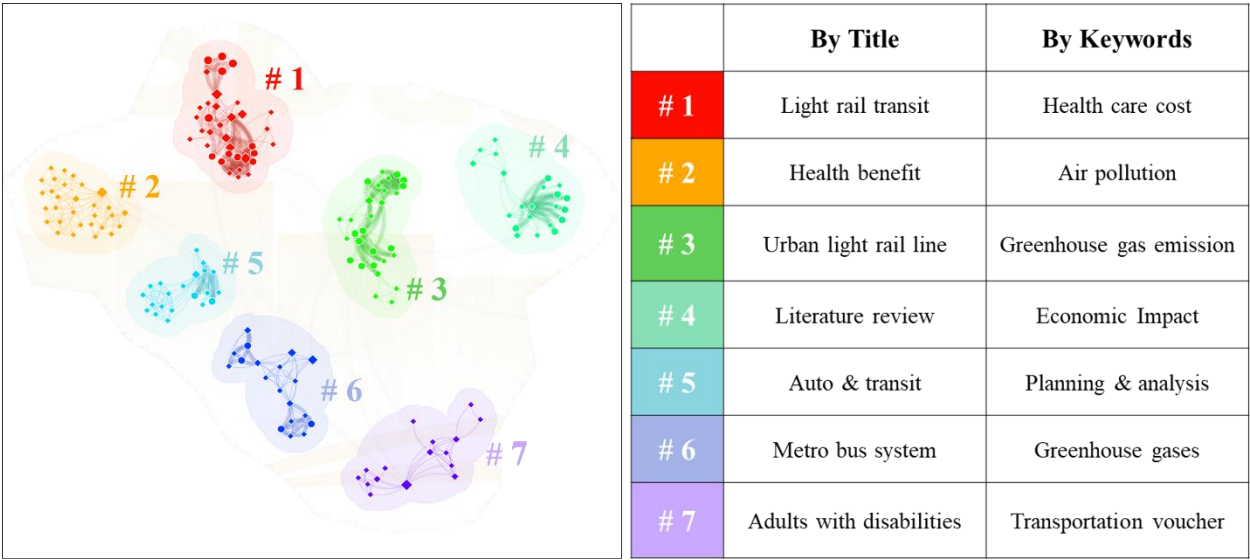 # 1
# 4
# 2
# 5
# 3
# 6
# 7
By Title By Keywords
# 1 Light rail transit Health care cost
# 2 Health benefit Air pollution
# 3 Urban light rail line Greenhouse gas emission
# 4 Literature review Economic Impact
# 5 Auto & transit Planning & analysis
# 6 Metro bus system Greenhouse gases
# 7 Adults with disabilities Transportation voucher